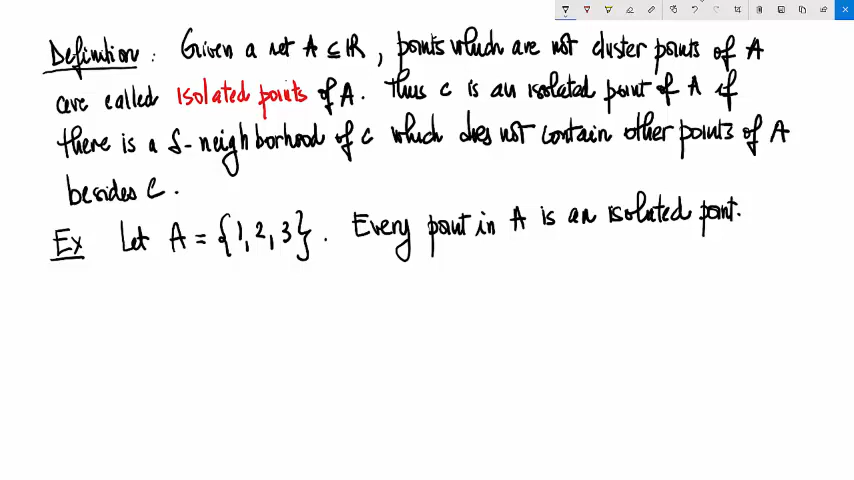 Definition: Given a set A ⊆ ℝ, points which are not cluster points of A
are called isolated points of A. Thus c is an isolated point of A if
there is a δ-neighborhood of c which does not contain other points of A
besides c.
Ex Let A = {1, 2, 3}. Every point in A is an isolated point.